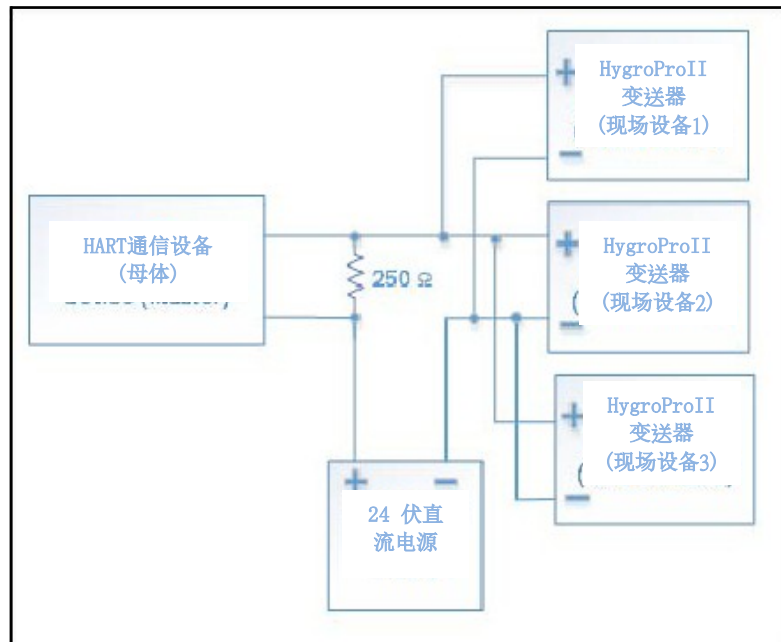 HygroProII
变送器
(现场设备1)
+
−
HART通信设备
(母体)
250 Ω
HygroProII
变送器
(现场设备2)
+
−
HygroProII
变送器
(现场设备3)
+
−
+
−
24 伏直
流电源